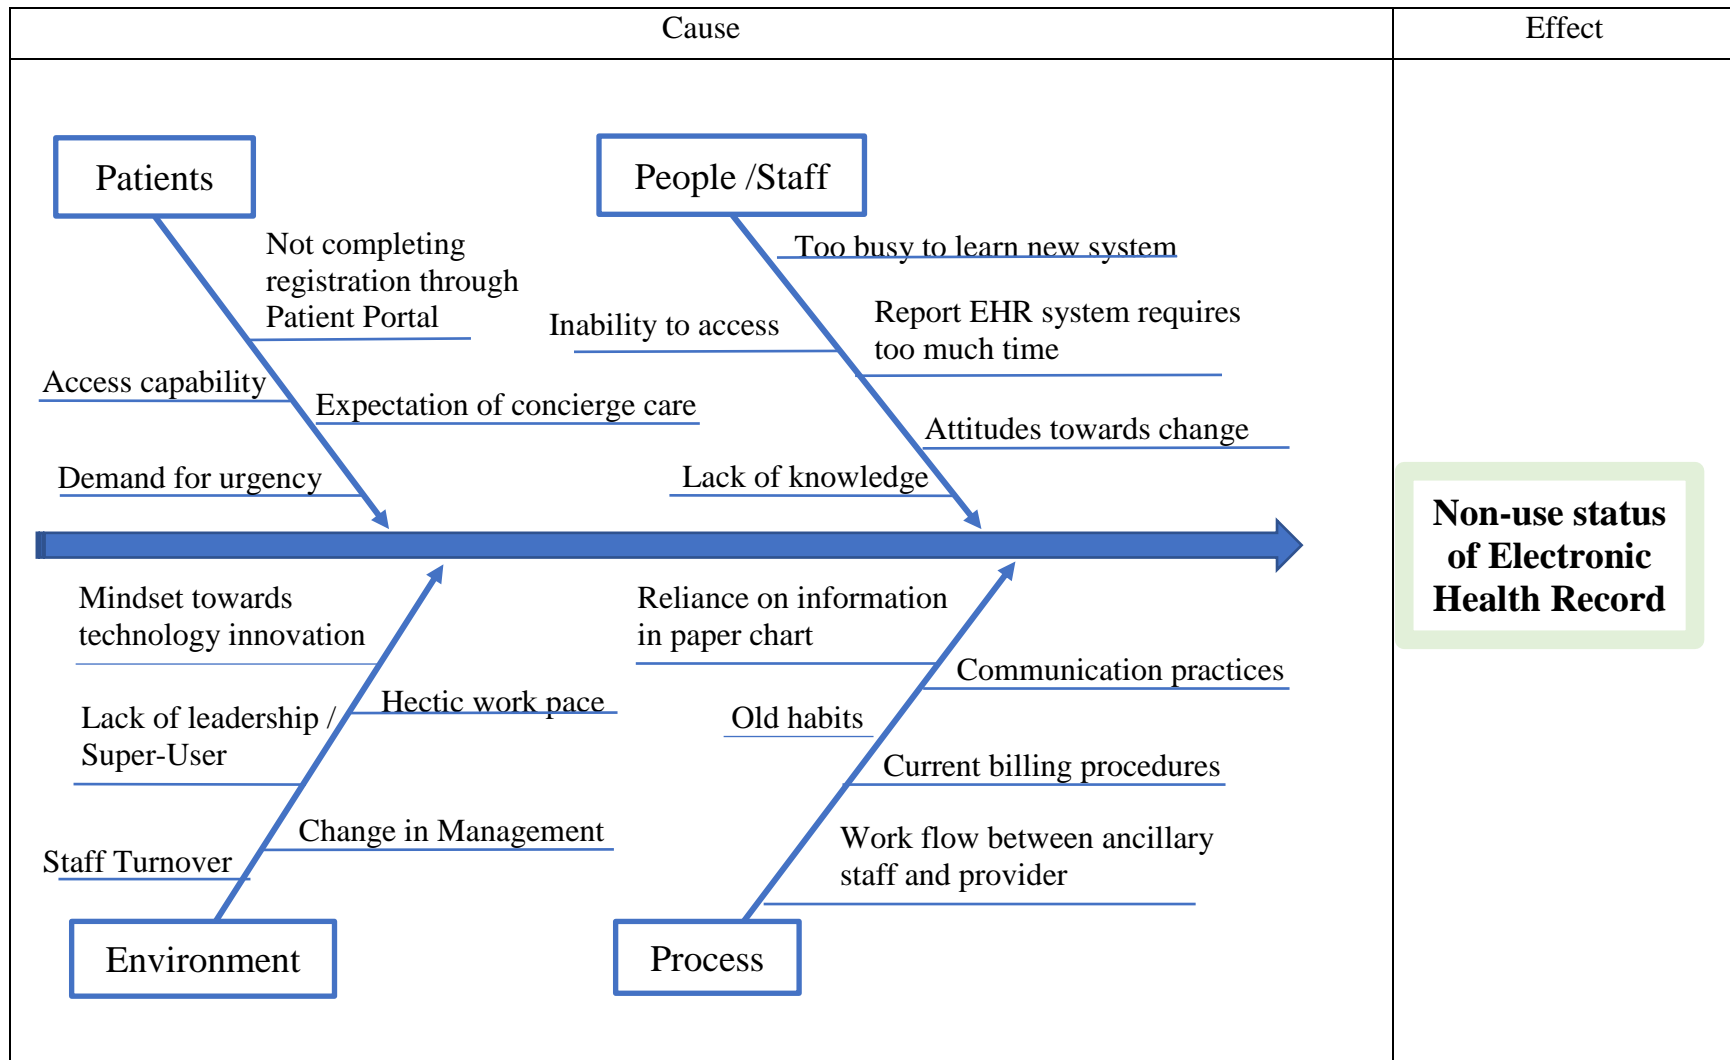 Cause
Effect
Patients
Not completing
registration through
Patient Portal
Access capability
Expectation of concierge care
Demand for urgency
People /Staff
Too busy to learn new system
Inability to access
Report EHR system requires
too much time
Attitudes towards change
Lack of knowledge
Non-use status
of Electronic
Health Record
Mindset towards
technology innovation
Hectic work pace
Lack of leadership /
Super-User
Change in Management
Staff Turnover
Environment
Reliance on information
in paper chart
Communication practices
Old habits
Current billing procedures
Work flow between ancillary
staff and provider
Process